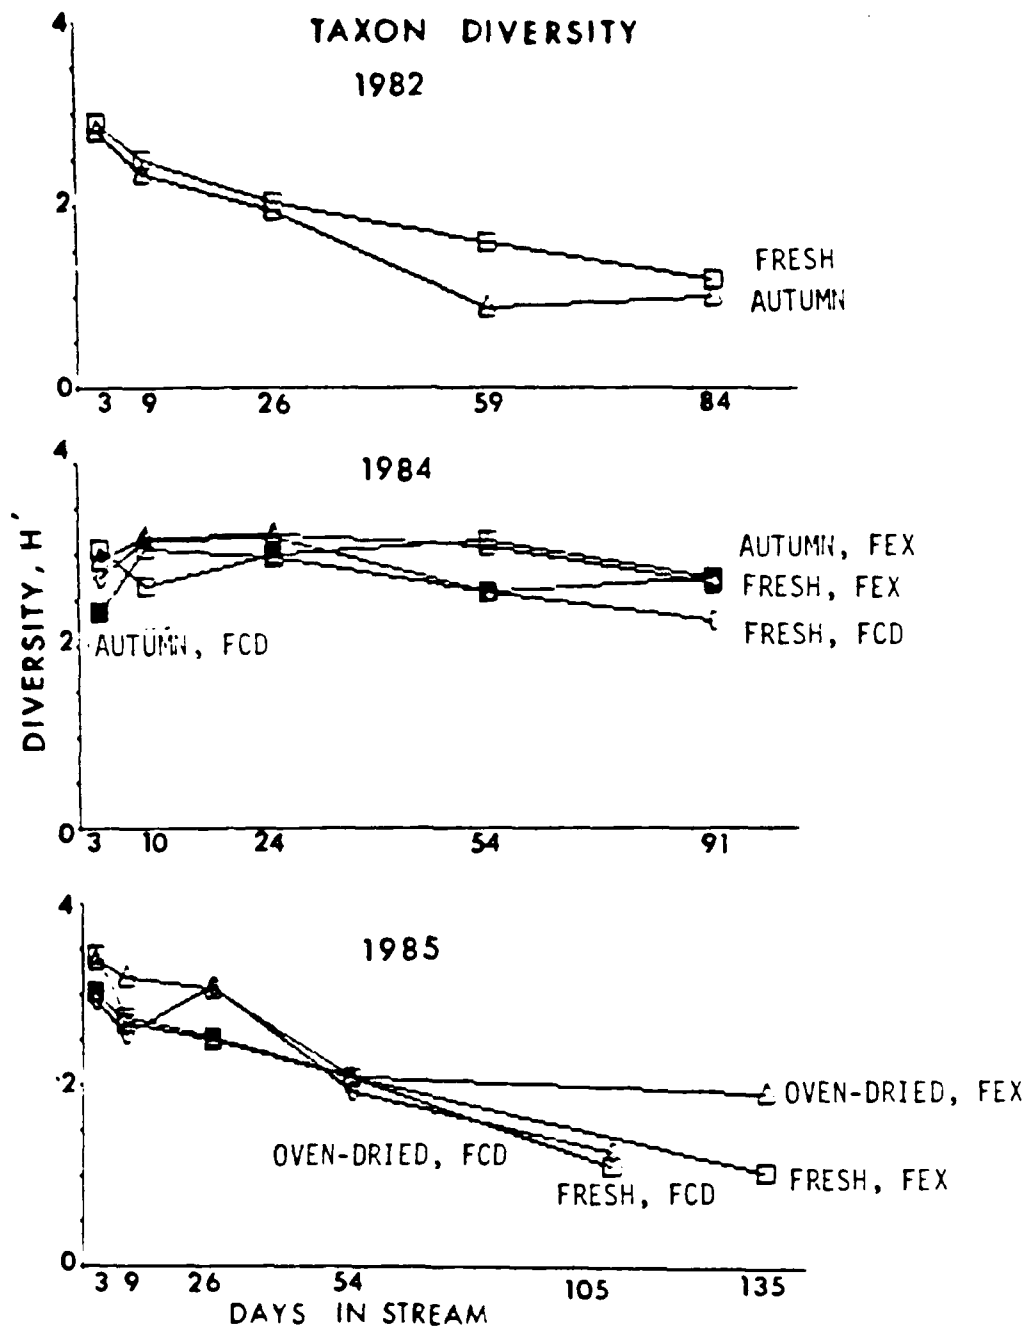 TAXON DIVERSITY
1982
4
2
0
FRESH
AUTUMN
3 9 26 59 84
1984
4
2
0
AUTUMN, FEX
FRESH, FEX
FRESH, FCD
AUTUMN, FCD
3 10 24 54 91
DIVERSITY, H'
1985
4
2
0
OVEN-DRIED, FEX
OVEN-DRIED, FCD
FRESH, FEX
FRESH, FCD
3 9 26 54 105 135
DAYS IN STREAM